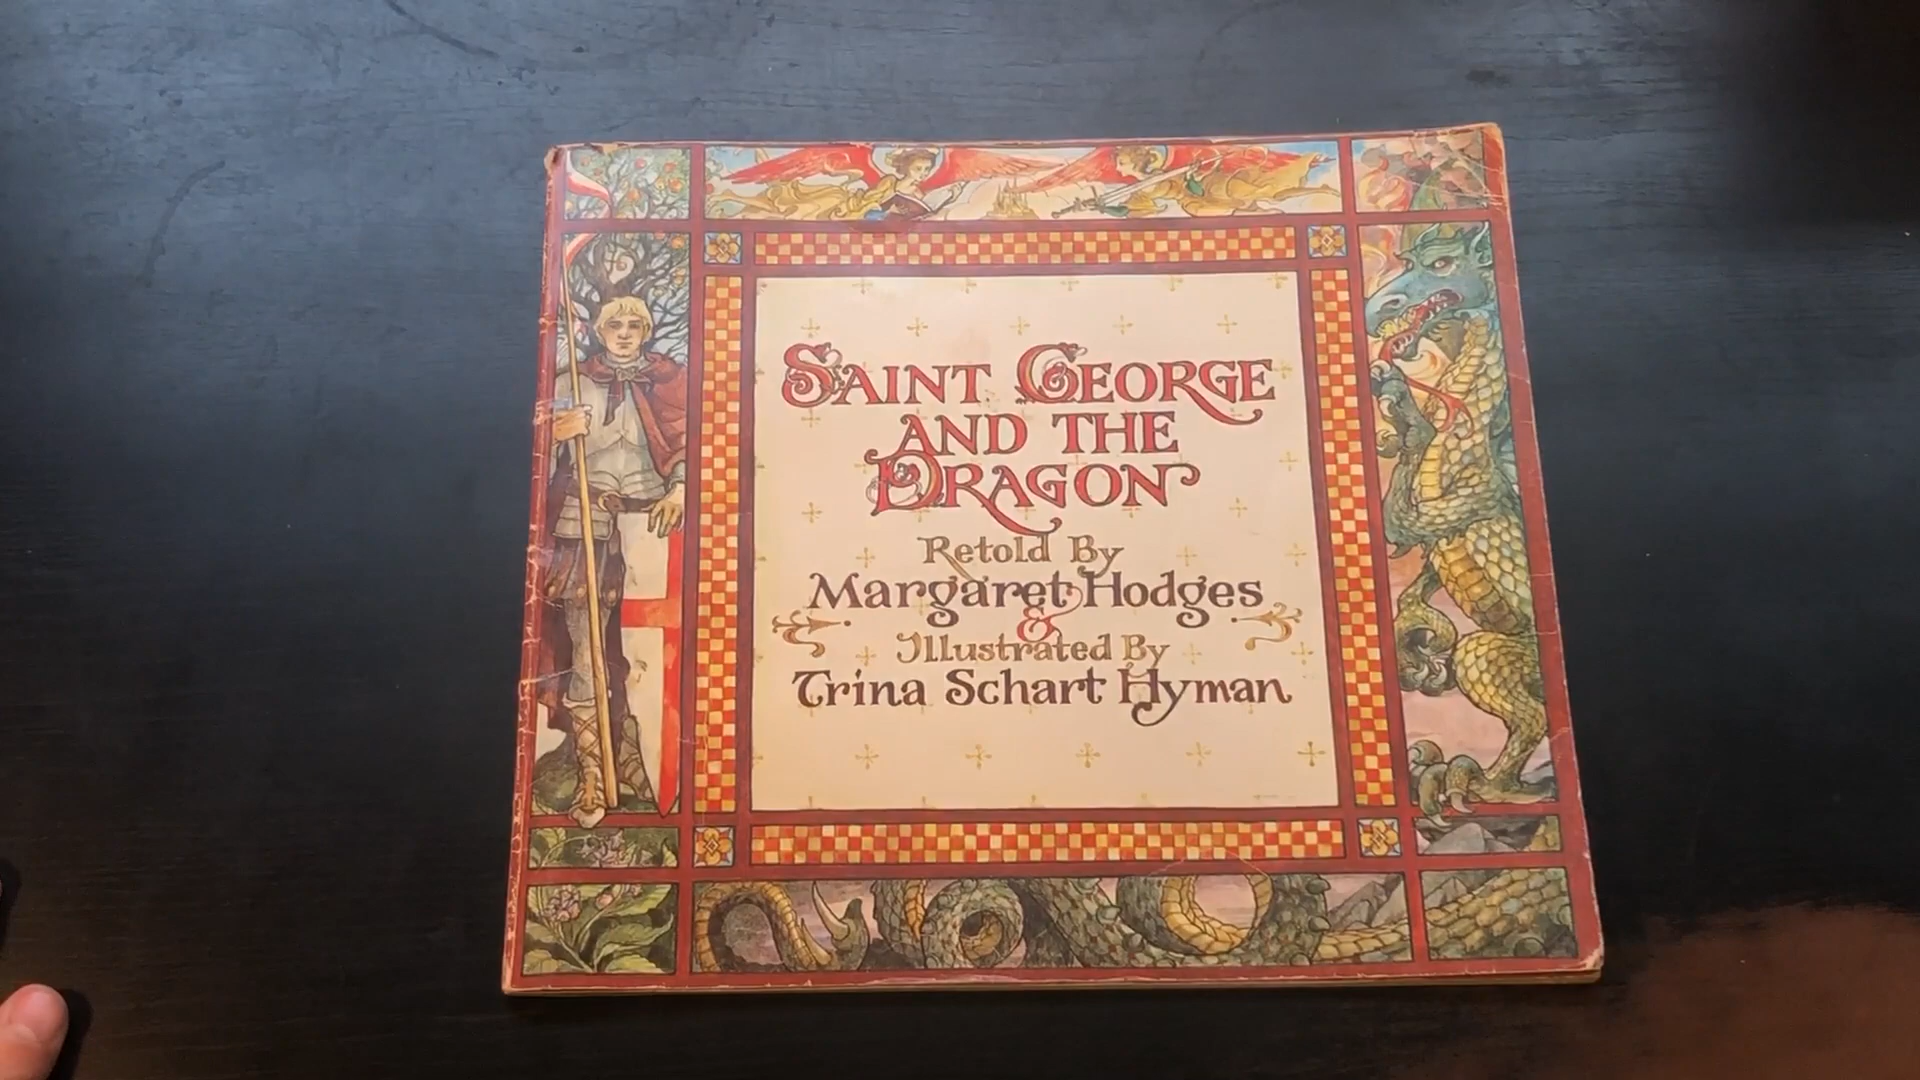 SAINT GEORGE
AND THE
DRAGON
Retold By
Margaret Hodges
&
Illustrated By
Trina Schart Hyman